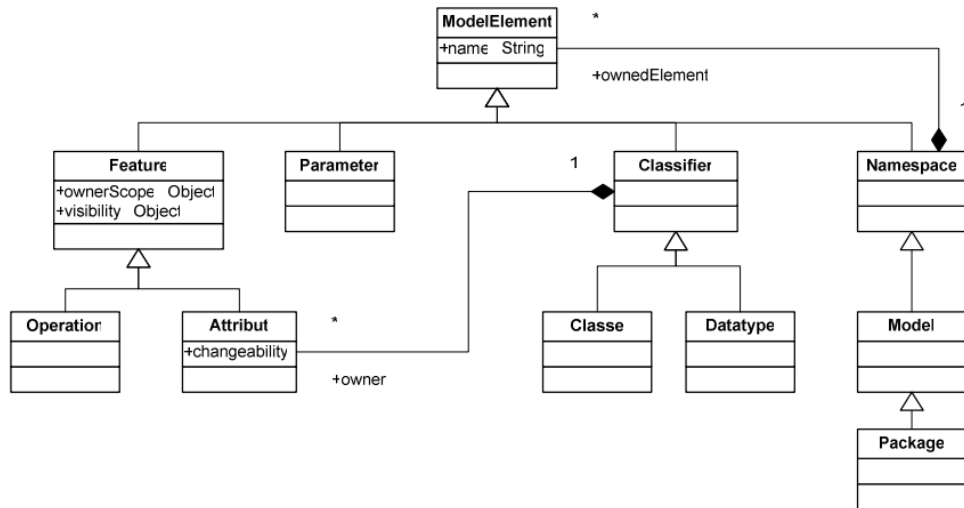 ModelElement
*
+name String
+ownedElement
1
Feature
Parameter
1
Classifier
Namespace
+ownerScope Object
+visibility Object
Operation
Attribut
*
Classe
Datatype
Model
+changeability
+owner
Package